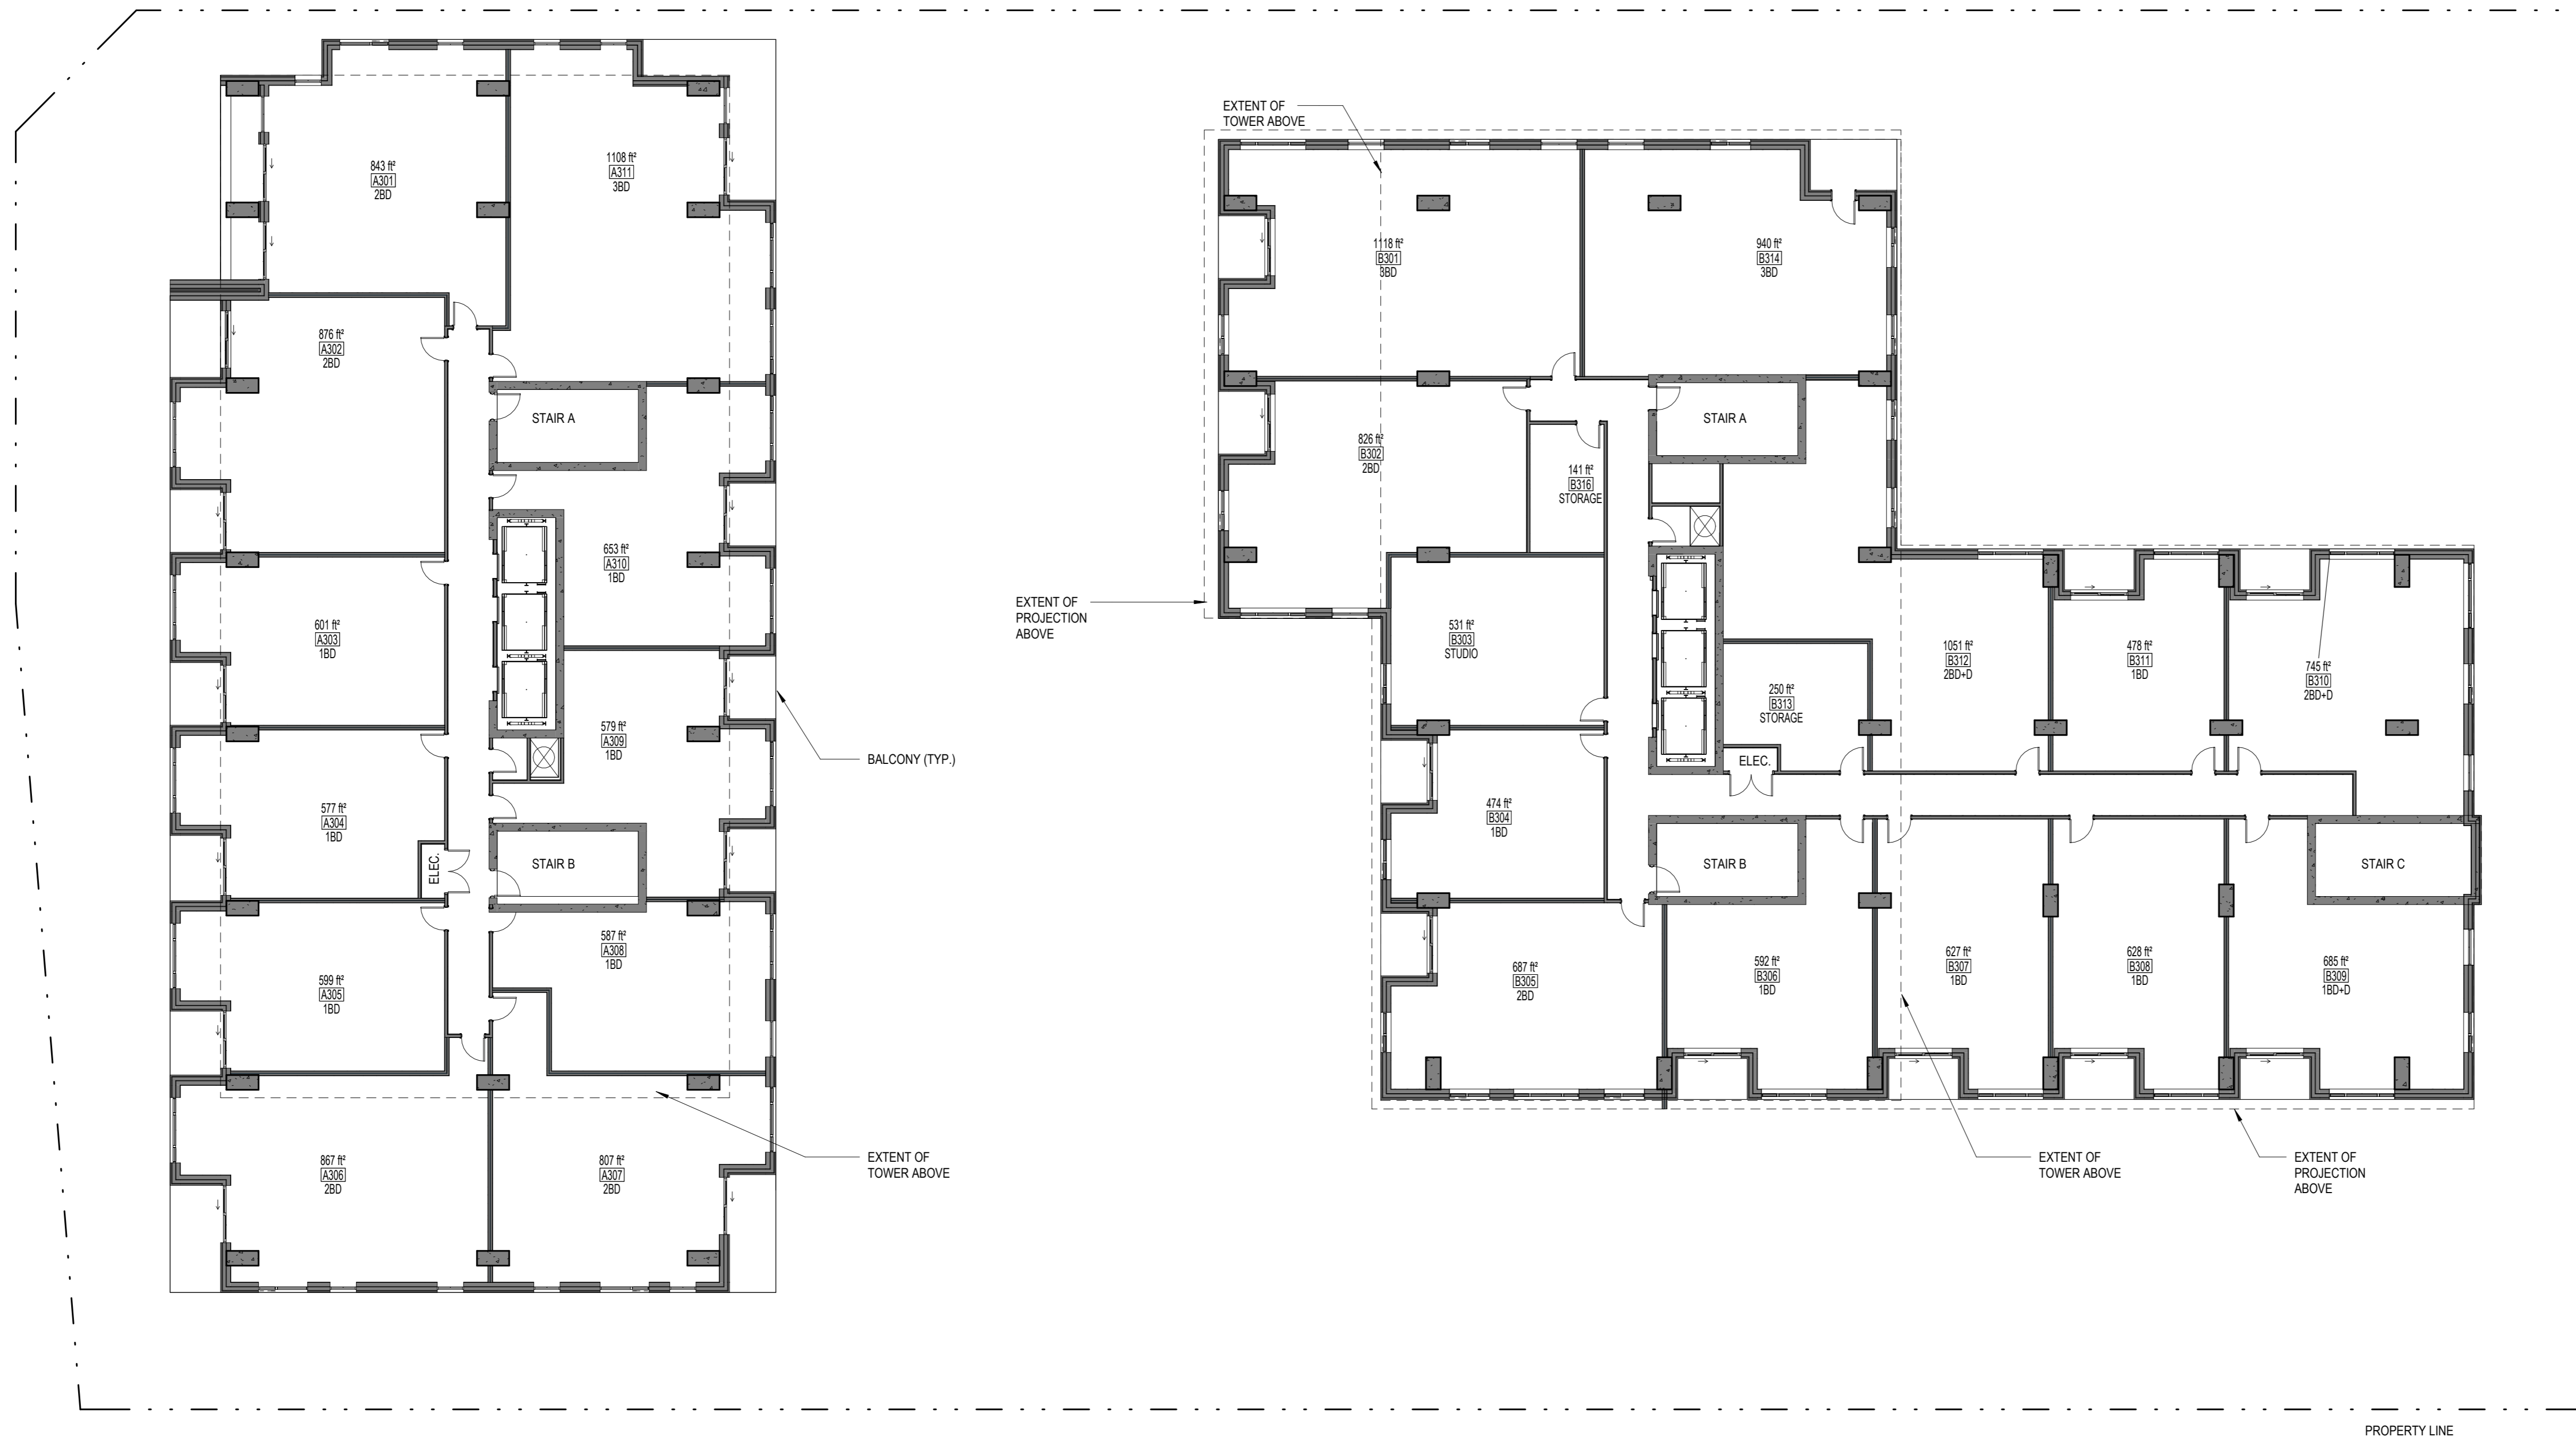 843 ft²
A301
2BD
1108 ft²
A311
3BD
876 ft²
A302
2BD
STAIR A
653 ft²
A310
1BD
601 ft²
A303
1BD
579 ft²
A309
1BD
BALCONY (TYP.)
577 ft²
A304
1BD
ELEC.
STAIR B
599 ft²
A305
1BD
587 ft²
A308
1BD
867 ft²
A306
2BD
807 ft²
A307
2BD
EXTENT OF
TOWER ABOVE
EXTENT OF
TOWER ABOVE
1118 ft²
B301
3BD
940 ft²
B314
3BD
826 ft²
B302
2BD
STAIR A
141 ft²
B316
STORAGE
EXTENT OF
PROJECTION
ABOVE
531 ft²
B303
STUDIO
250 ft²
B313
STORAGE
1051 ft²
B312
2BD+D
478 ft²
B311
1BD
745 ft²
B310
2BD+D
ELEC.
474 ft²
B304
1BD
STAIR B
STAIR C
687 ft²
B305
2BD
592 ft²
B306
1BD
627 ft²
B307
1BD
628 ft²
B308
1BD
685 ft²
B309
1BD+D
EXTENT OF
TOWER ABOVE
EXTENT OF
PROJECTION
ABOVE
PROPERTY LINE